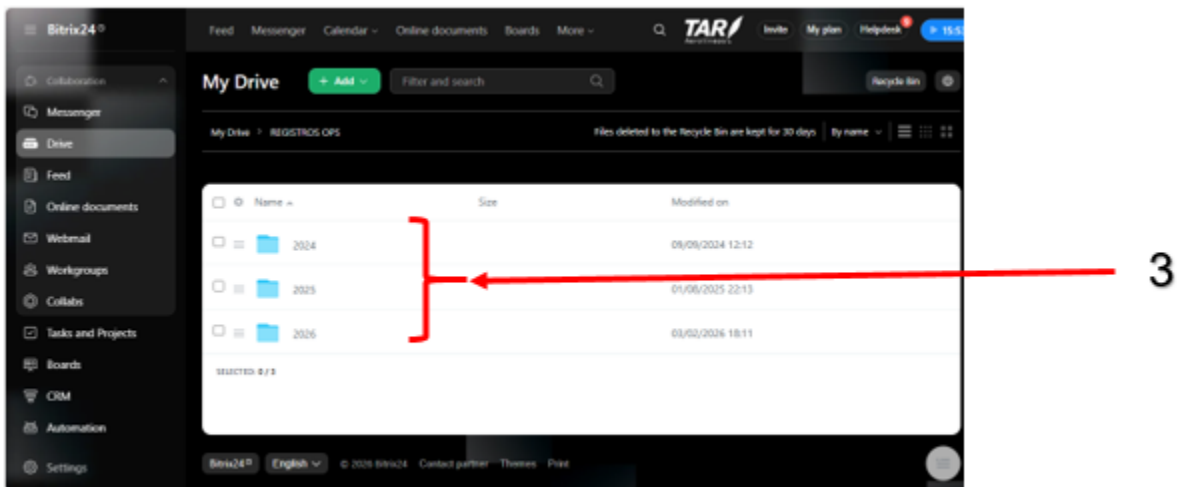 Bitrix24
Feed Messenger Calendar Online documents Boards More
TAR
Invite My plan Helpdesk
Collaboration
My Drive + Add Filter and search Recycle Bin
Messenger
My Drive > REGISTROS OPS Files deleted to the Recycle Bin are kept for 30 days By name
Drive
Feed
Online documents
Name Size Modified on
Webmail
2024 09/09/2024 12:12
Workgroups
3
2025 01/08/2025 22:13
Collabs
Tasks and Projects
2026 03/02/2026 18:11
Boards
SELECTED: 0 / 3
CRM
Automation
Settings
Bitrix24 English © 2026 Bitrix24 Contact partner Themes Print